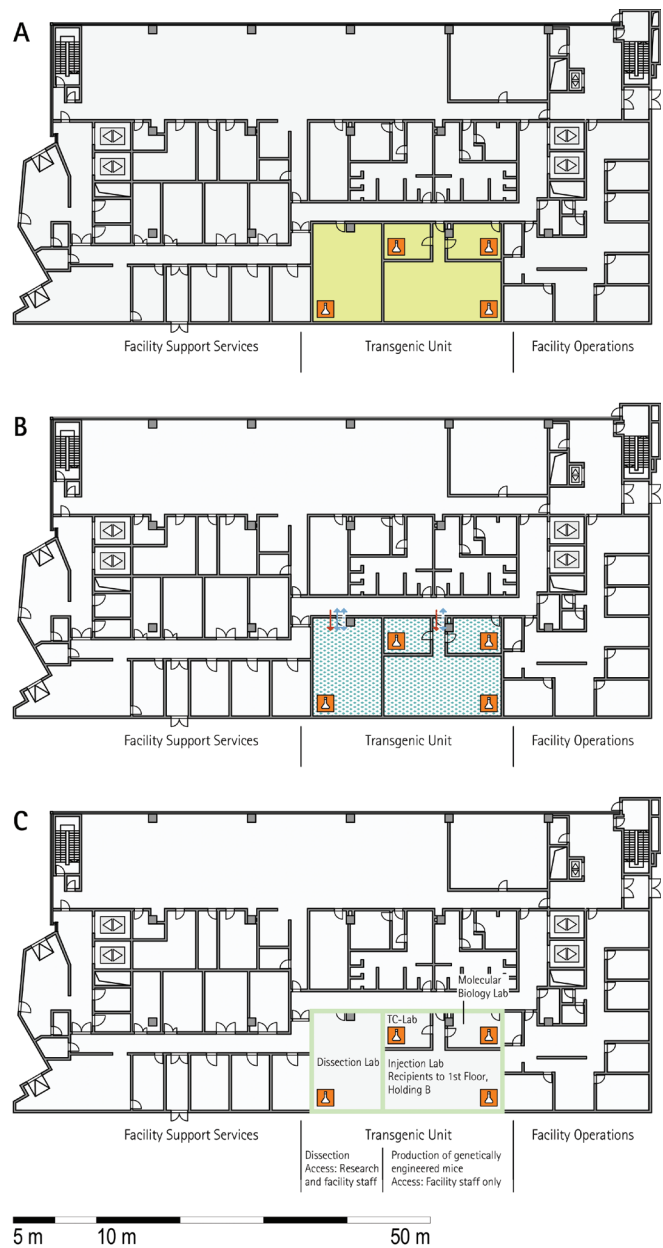 A
Facility Support Services
Transgenic Unit
Facility Operations
B
Facility Support Services
Transgenic Unit
Facility Operations
C
Molecular
Biology Lab
TC-Lab
Dissection Lab
Injection Lab
Recipients to 1st Floor,
Holding B
Facility Support Services
Transgenic Unit
Facility Operations
Dissection
Access: Research
and facility staff
Production of genetically
engineered mice
Access: Facility staff only
5 m
10 m
50 m